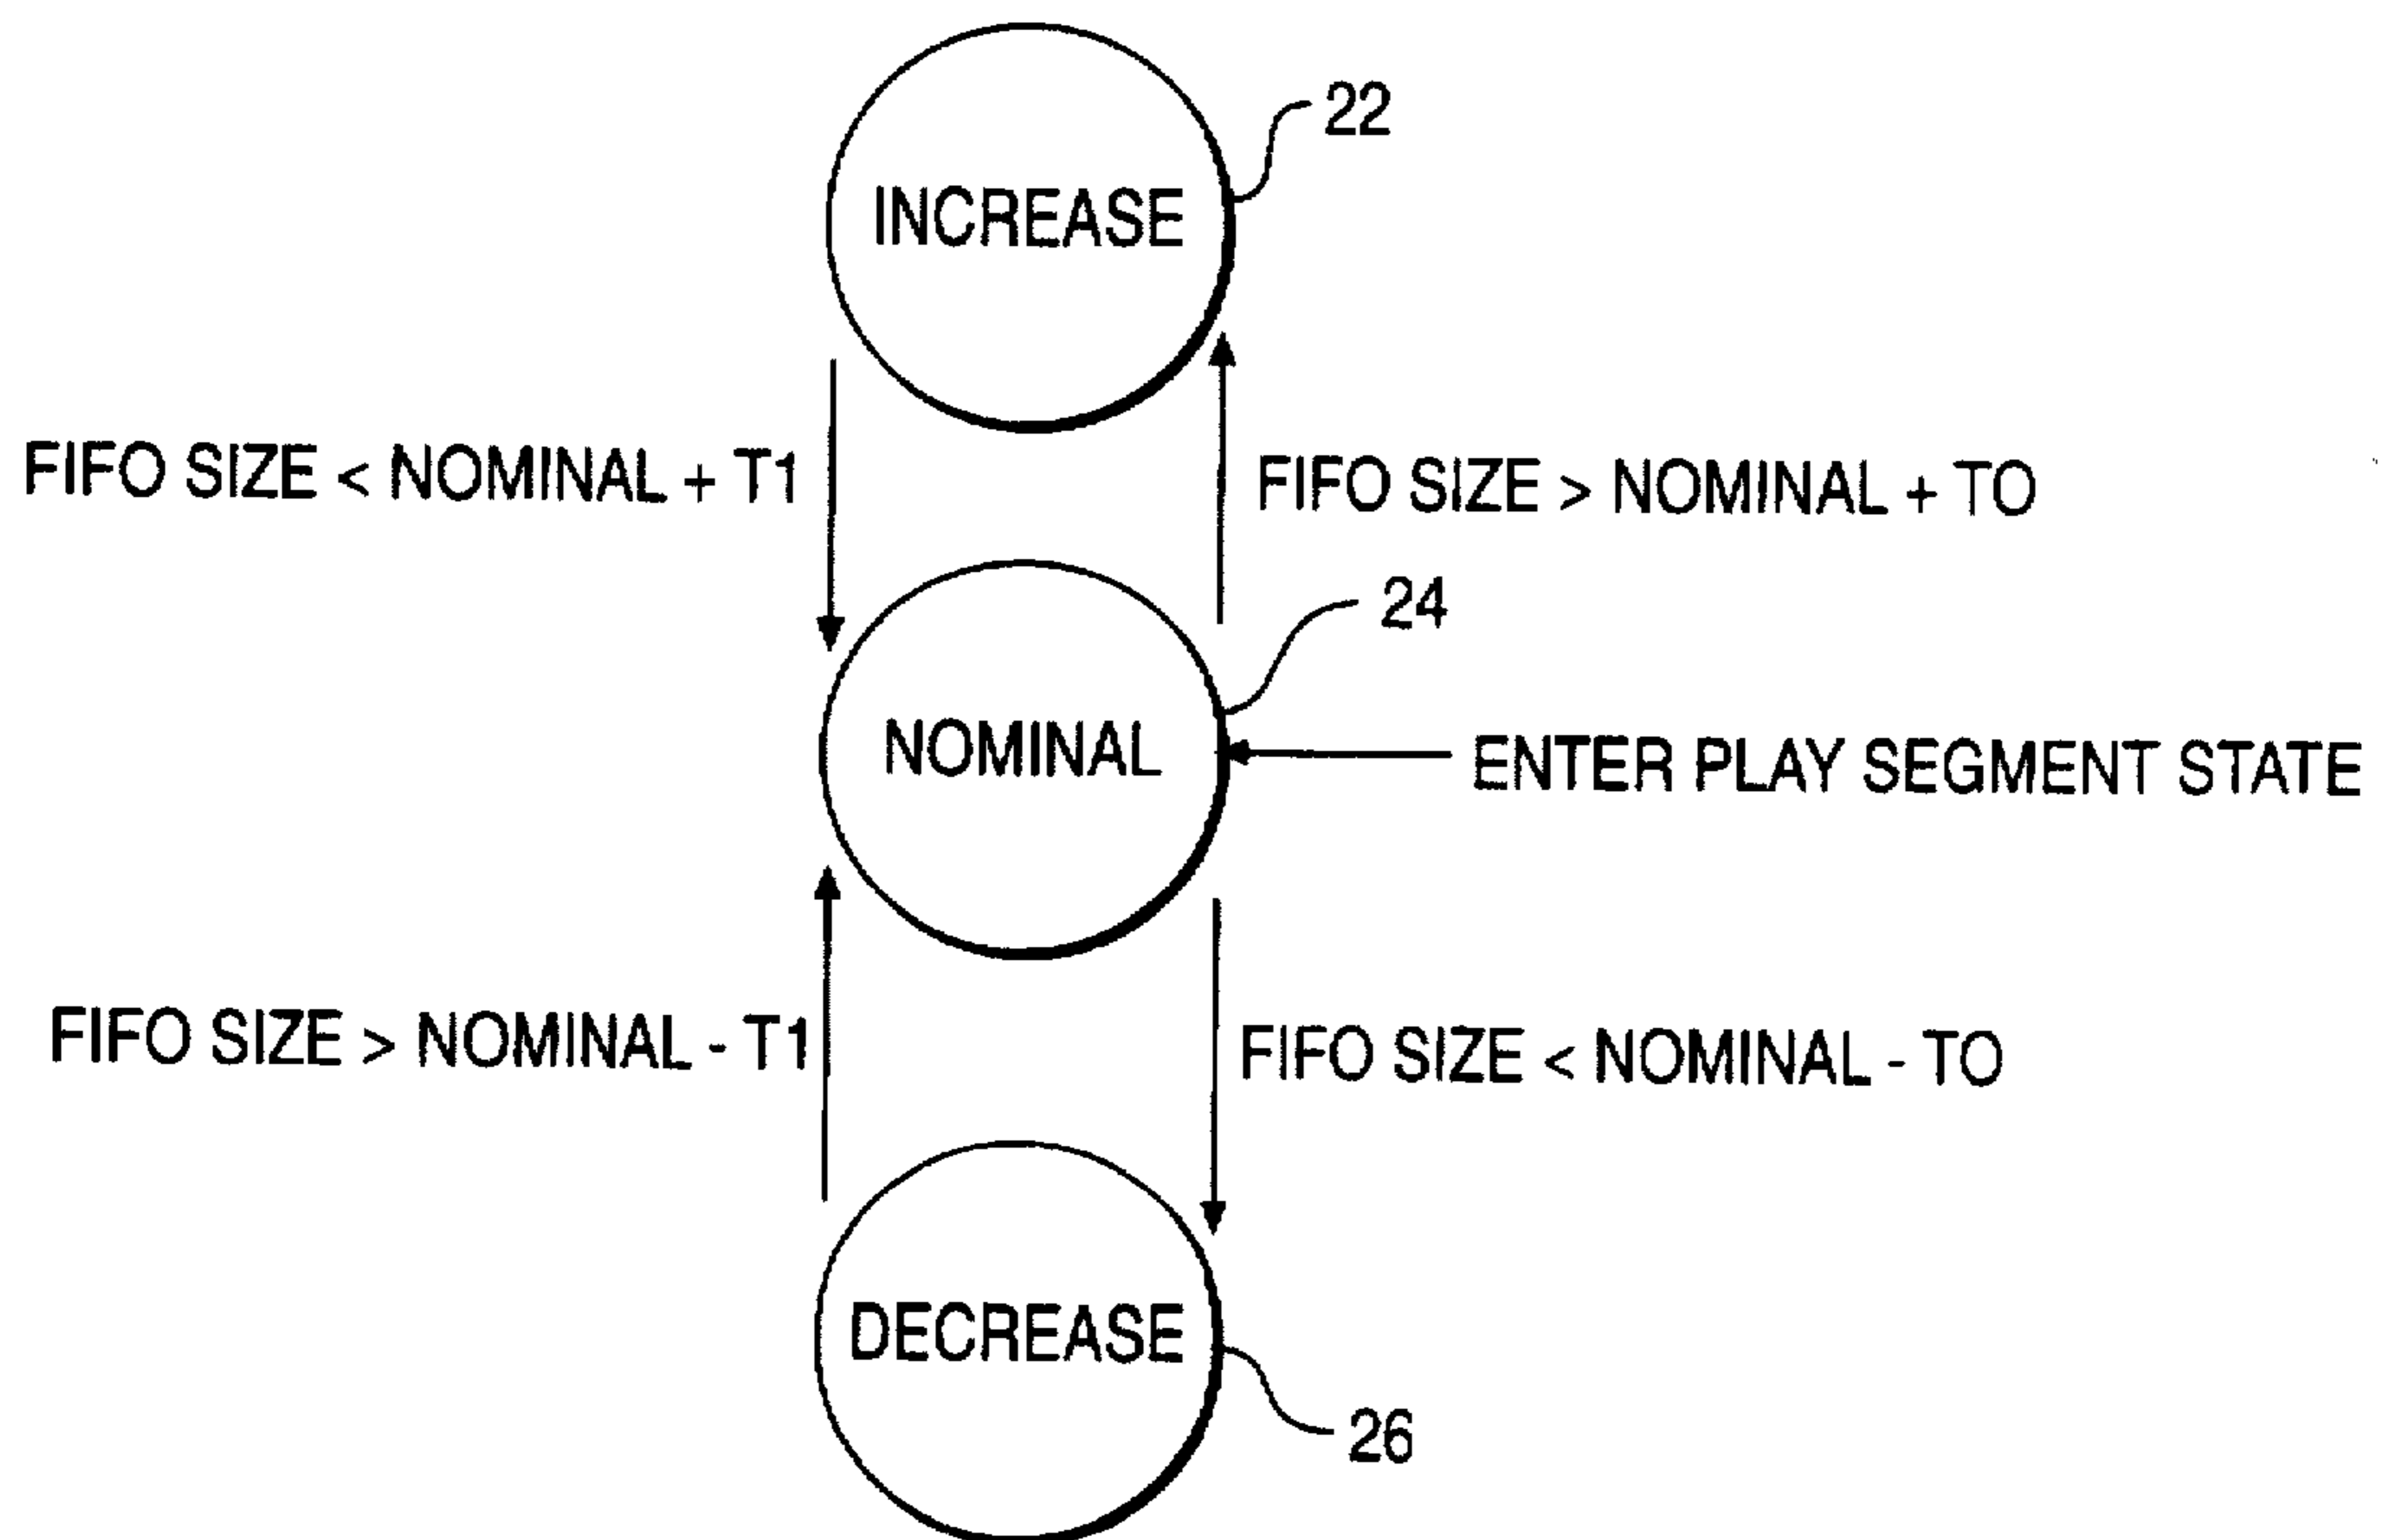 22
INCREASE
FIFO SIZE < NOMINAL + T1
FIFO SIZE > NOMINAL + TO
24
NOMINAL
ENTER PLAY SEGMENT STATE
FIFO SIZE > NOMINAL - T1
FIFO SIZE < NOMINAL - TO
DECREASE
26